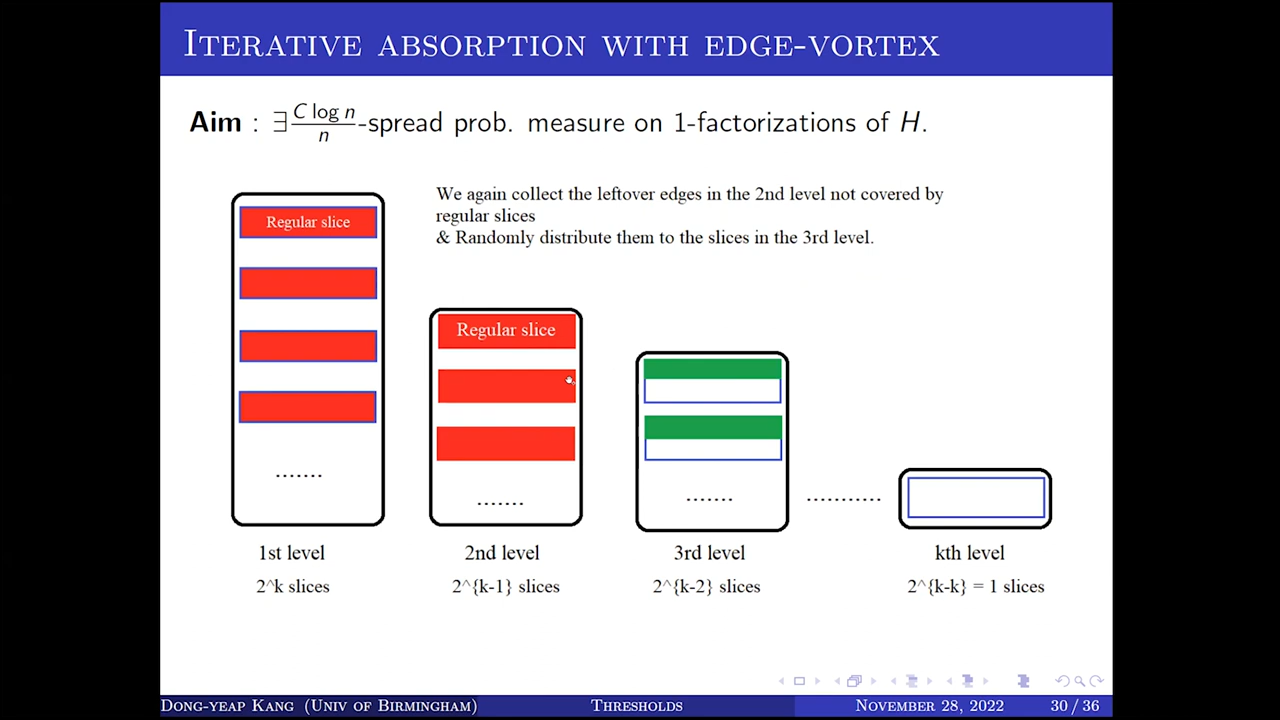 ITERATIVE ABSORPTION WITH EDGE-VORTEX
Aim : ∃ C log n / n -spread prob. measure on 1-factorizations of H.
We again collect the leftover edges in the 2nd level not covered by
regular slices
& Randomly distribute them to the slices in the 3rd level.
Regular slice
Regular slice
.......
.......
.......
...........
1st level
2nd level
3rd level
kth level
2^k slices
2^{k-1} slices
2^{k-2} slices
2^{k-k} = 1 slices
DONG-YEAP KANG (UNIV OF BIRMINGHAM)
THRESHOLDS
NOVEMBER 28, 2022
30 / 36